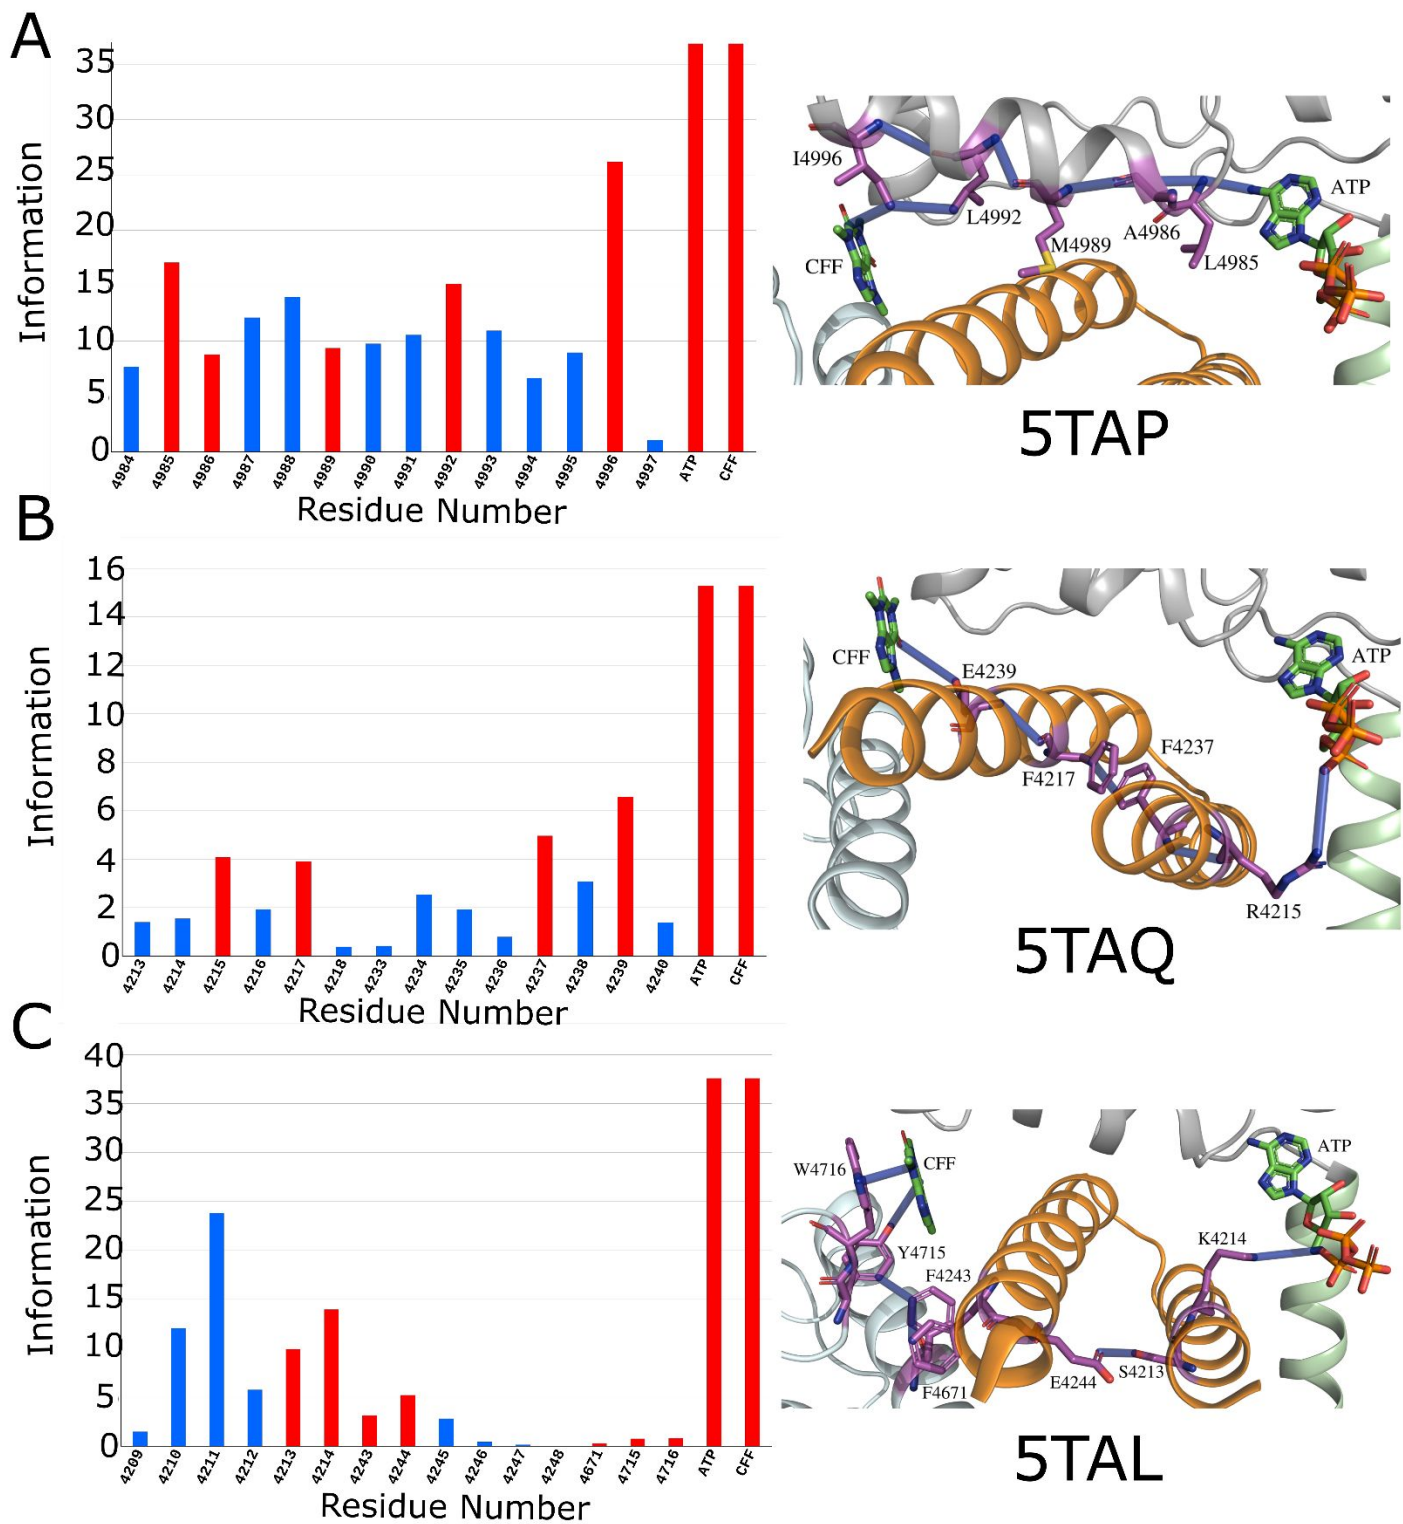 A
35
30
25
20
15
10
5
0
Information
4984 4985 4986 4987 4988 4989 4990 4991 4992 4993 4994 4995 4996 4997 ATP CFF
Residue Number
I4996
L4992
M4989
A4986
L4985
ATP
CFF
5TAP
B
16
14
12
10
8
6
4
2
0
Information
4213 4214 4215 4216 4217 4218 4233 4234 4235 4236 4237 4238 4239 4240 ATP CFF
Residue Number
CFF
E4239
F4217
F4237
ATP
R4215
5TAQ
C
40
35
30
25
20
15
10
5
0
Information
4209 4210 4211 4212 4213 4214 4243 4244 4245 4246 4247 4248 4671 4715 4716 ATP CFF
Residue Number
W4716
CFF
Y4715
F4243
F4671
E4244
S4213
K4214
ATP
5TAL